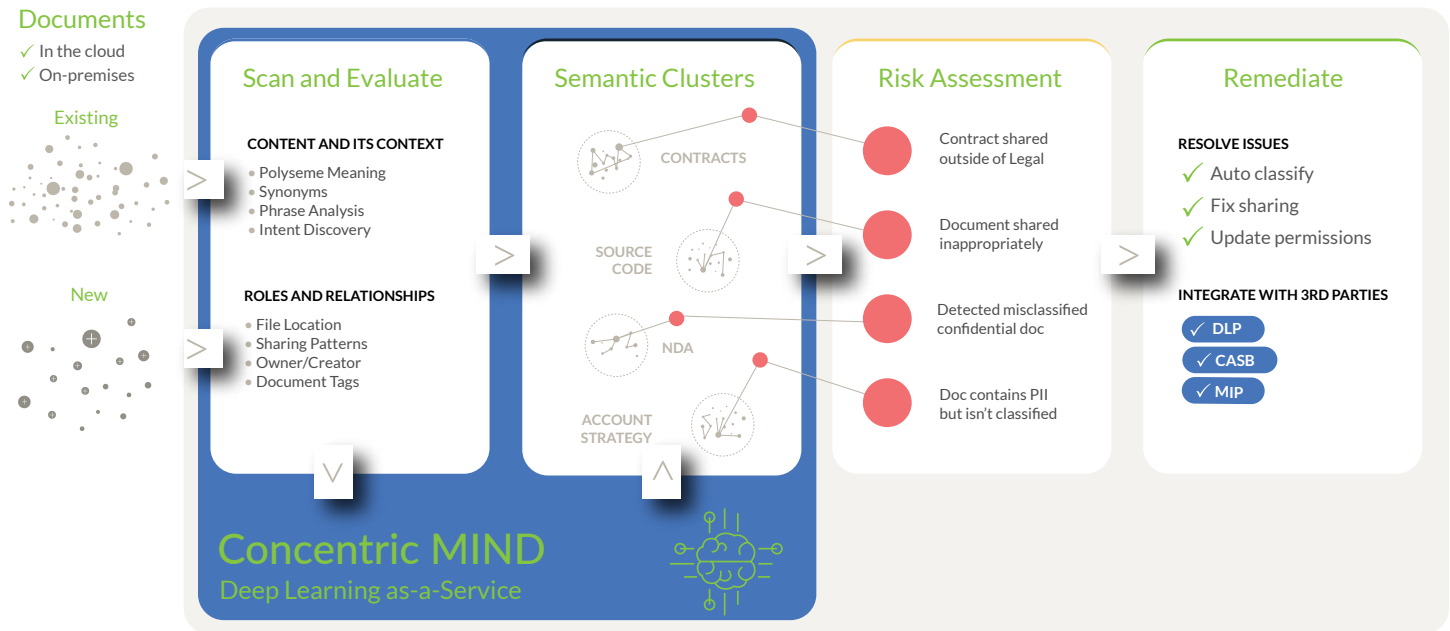 Documents
✓ In the cloud
✓ On-premises
Existing
New
Scan and Evaluate
CONTENT AND ITS CONTEXT
• Polyseme Meaning
• Synonyms
• Phrase Analysis
• Intent Discovery
ROLES AND RELATIONSHIPS
• File Location
• Sharing Patterns
• Owner/Creator
• Document Tags
Semantic Clusters
CONTRACTS
SOURCE
CODE
NDA
ACCOUNT
STRATEGY
Risk Assessment
Contract shared
outside of Legal
Document shared
inappropriately
Detected misclassified
confidential doc
Doc contains PII
but isn’t classified
Remediate
RESOLVE ISSUES
✓ Auto classify
✓ Fix sharing
✓ Update permissions
INTEGRATE WITH 3RD PARTIES
✓ DLP
✓ CASB
✓ MIP
Concentric MIND
Deep Learning as-a-Service